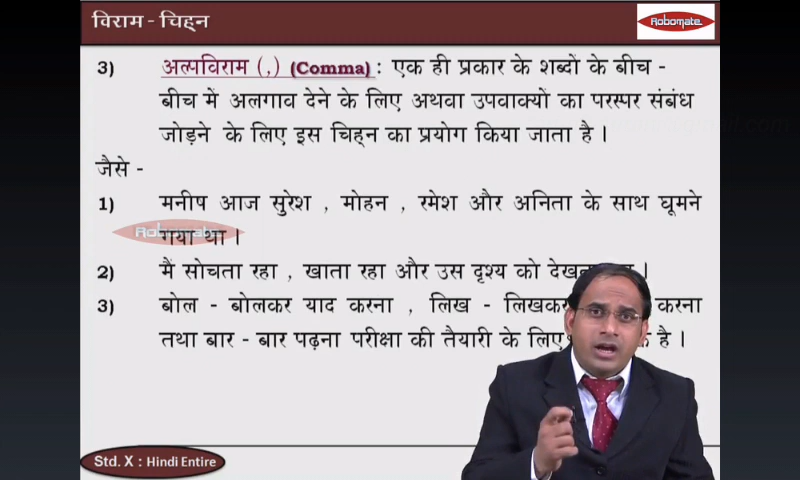 विराम - चिह्न
Robomate
3) अल्पविराम (,) (Comma) : एक ही प्रकार के शब्दों के बीच -
बीच में अलगाव देने के लिए अथवा उपवाक्यों का परस्पर संबंध
जोड़ने के लिए इस चिह्न का प्रयोग किया जाता है ।
जैसे -
1) मनीष आज सुरेश , मोहन , रमेश और अनिता के साथ घूमने
Robomate
गया था ।
2) मैं सोचता रहा , खाता रहा और उस दृश्य को ।
3) बोल - बोलकर याद करना , लिख - करना
तथा बार - बार पढ़ना परीक्षा की तैयारी के लिए है ।
Std. X : Hindi Entire